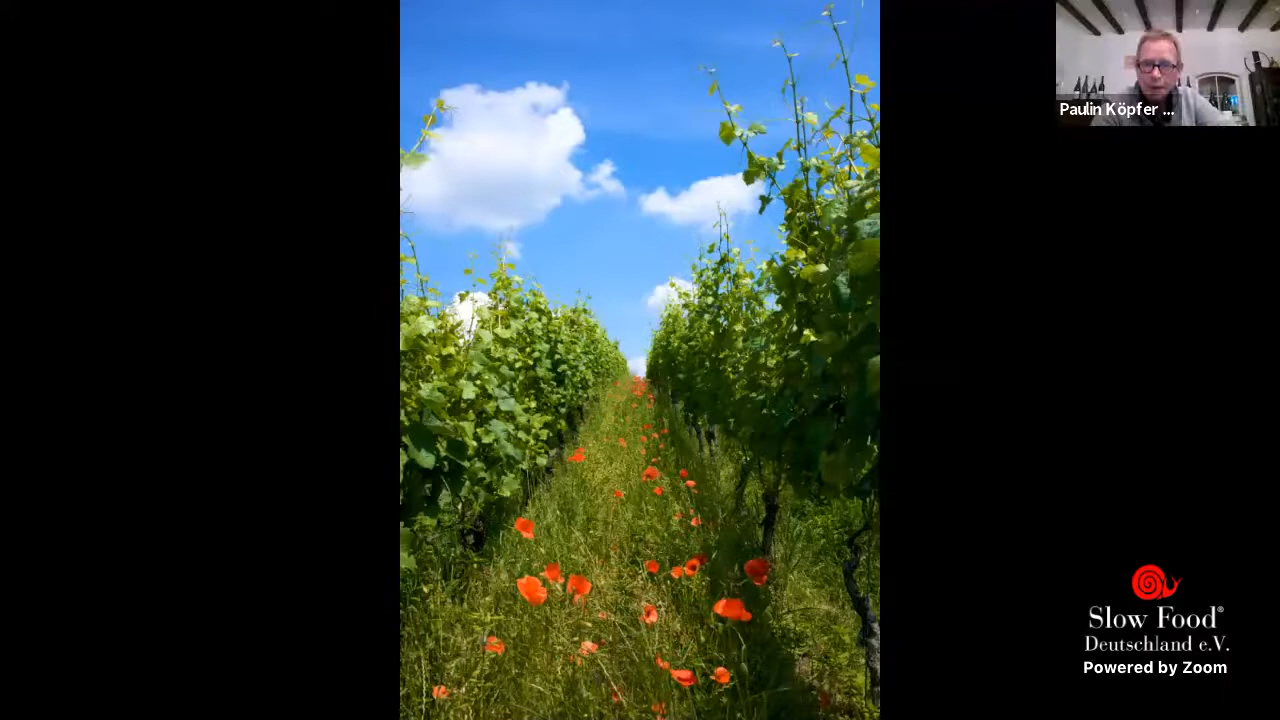 Paulin Köpfer ...
Slow Food®
Deutschland e.V.
Powered by Zoom